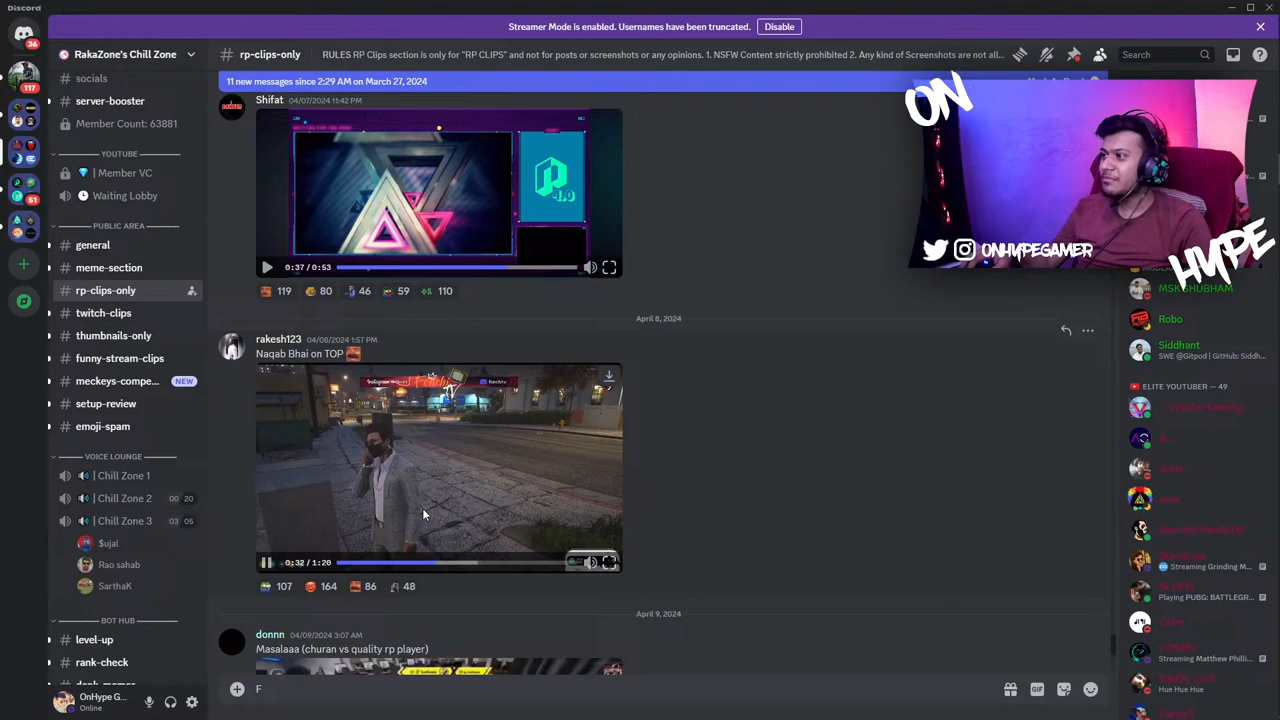 Discord
Streamer Mode is enabled. Usernames have been truncated.
Disable
36
117
51
RakaZone's Chill Zone
# rp-clips-only
RULES RP Clips section is only for "RP CLIPS" and not for posts or screenshots or any opinions. 1. NSFW Content strictly prohibited 2. Any kind of Screenshots are not all...
Search
11 new messages since 2:29 AM on March 27, 2024
socials
server-booster
Member Count: 63881
YOUTUBE
| Member VC
| Waiting Lobby
PUBLIC AREA
general
meme-section
rp-clips-only
twitch-clips
thumbnails-only
funny-stream-clips
meckeys-compe... NEW
setup-review
emoji-spam
VOICE LOUNGE
| Chill Zone 1
| Chill Zone 2 00 20
| Chill Zone 3 03 05
$ujal
Rao sahab
SarthaK
BOT HUB
level-up
rank-check
OnHype G...
Online
Shifat 04/07/2024 11:42 PM
4.0
0:37 / 0:53
119 80 46 59 110
April 8, 2024
rakesh123 04/08/2024 1:57 PM
Naqab Bhai on TOP
0:32 / 1:20
107 164 86 48
April 9, 2024
donnn 04/09/2024 3:07 AM
Masalaaa (churan vs quality rp player)
F
GIF
ON
ONHYPEGAMER
HYPE
MSK SHUBHAM
Robo
Siddhant
SWE @Gitpod | GitHub: Siddh...
ELITE YOUTUBER — 49
Streaming Grinding M...
Playing PUBG: BATTLEGR...
Streaming Matthew Philli...
Hue Hue Hue